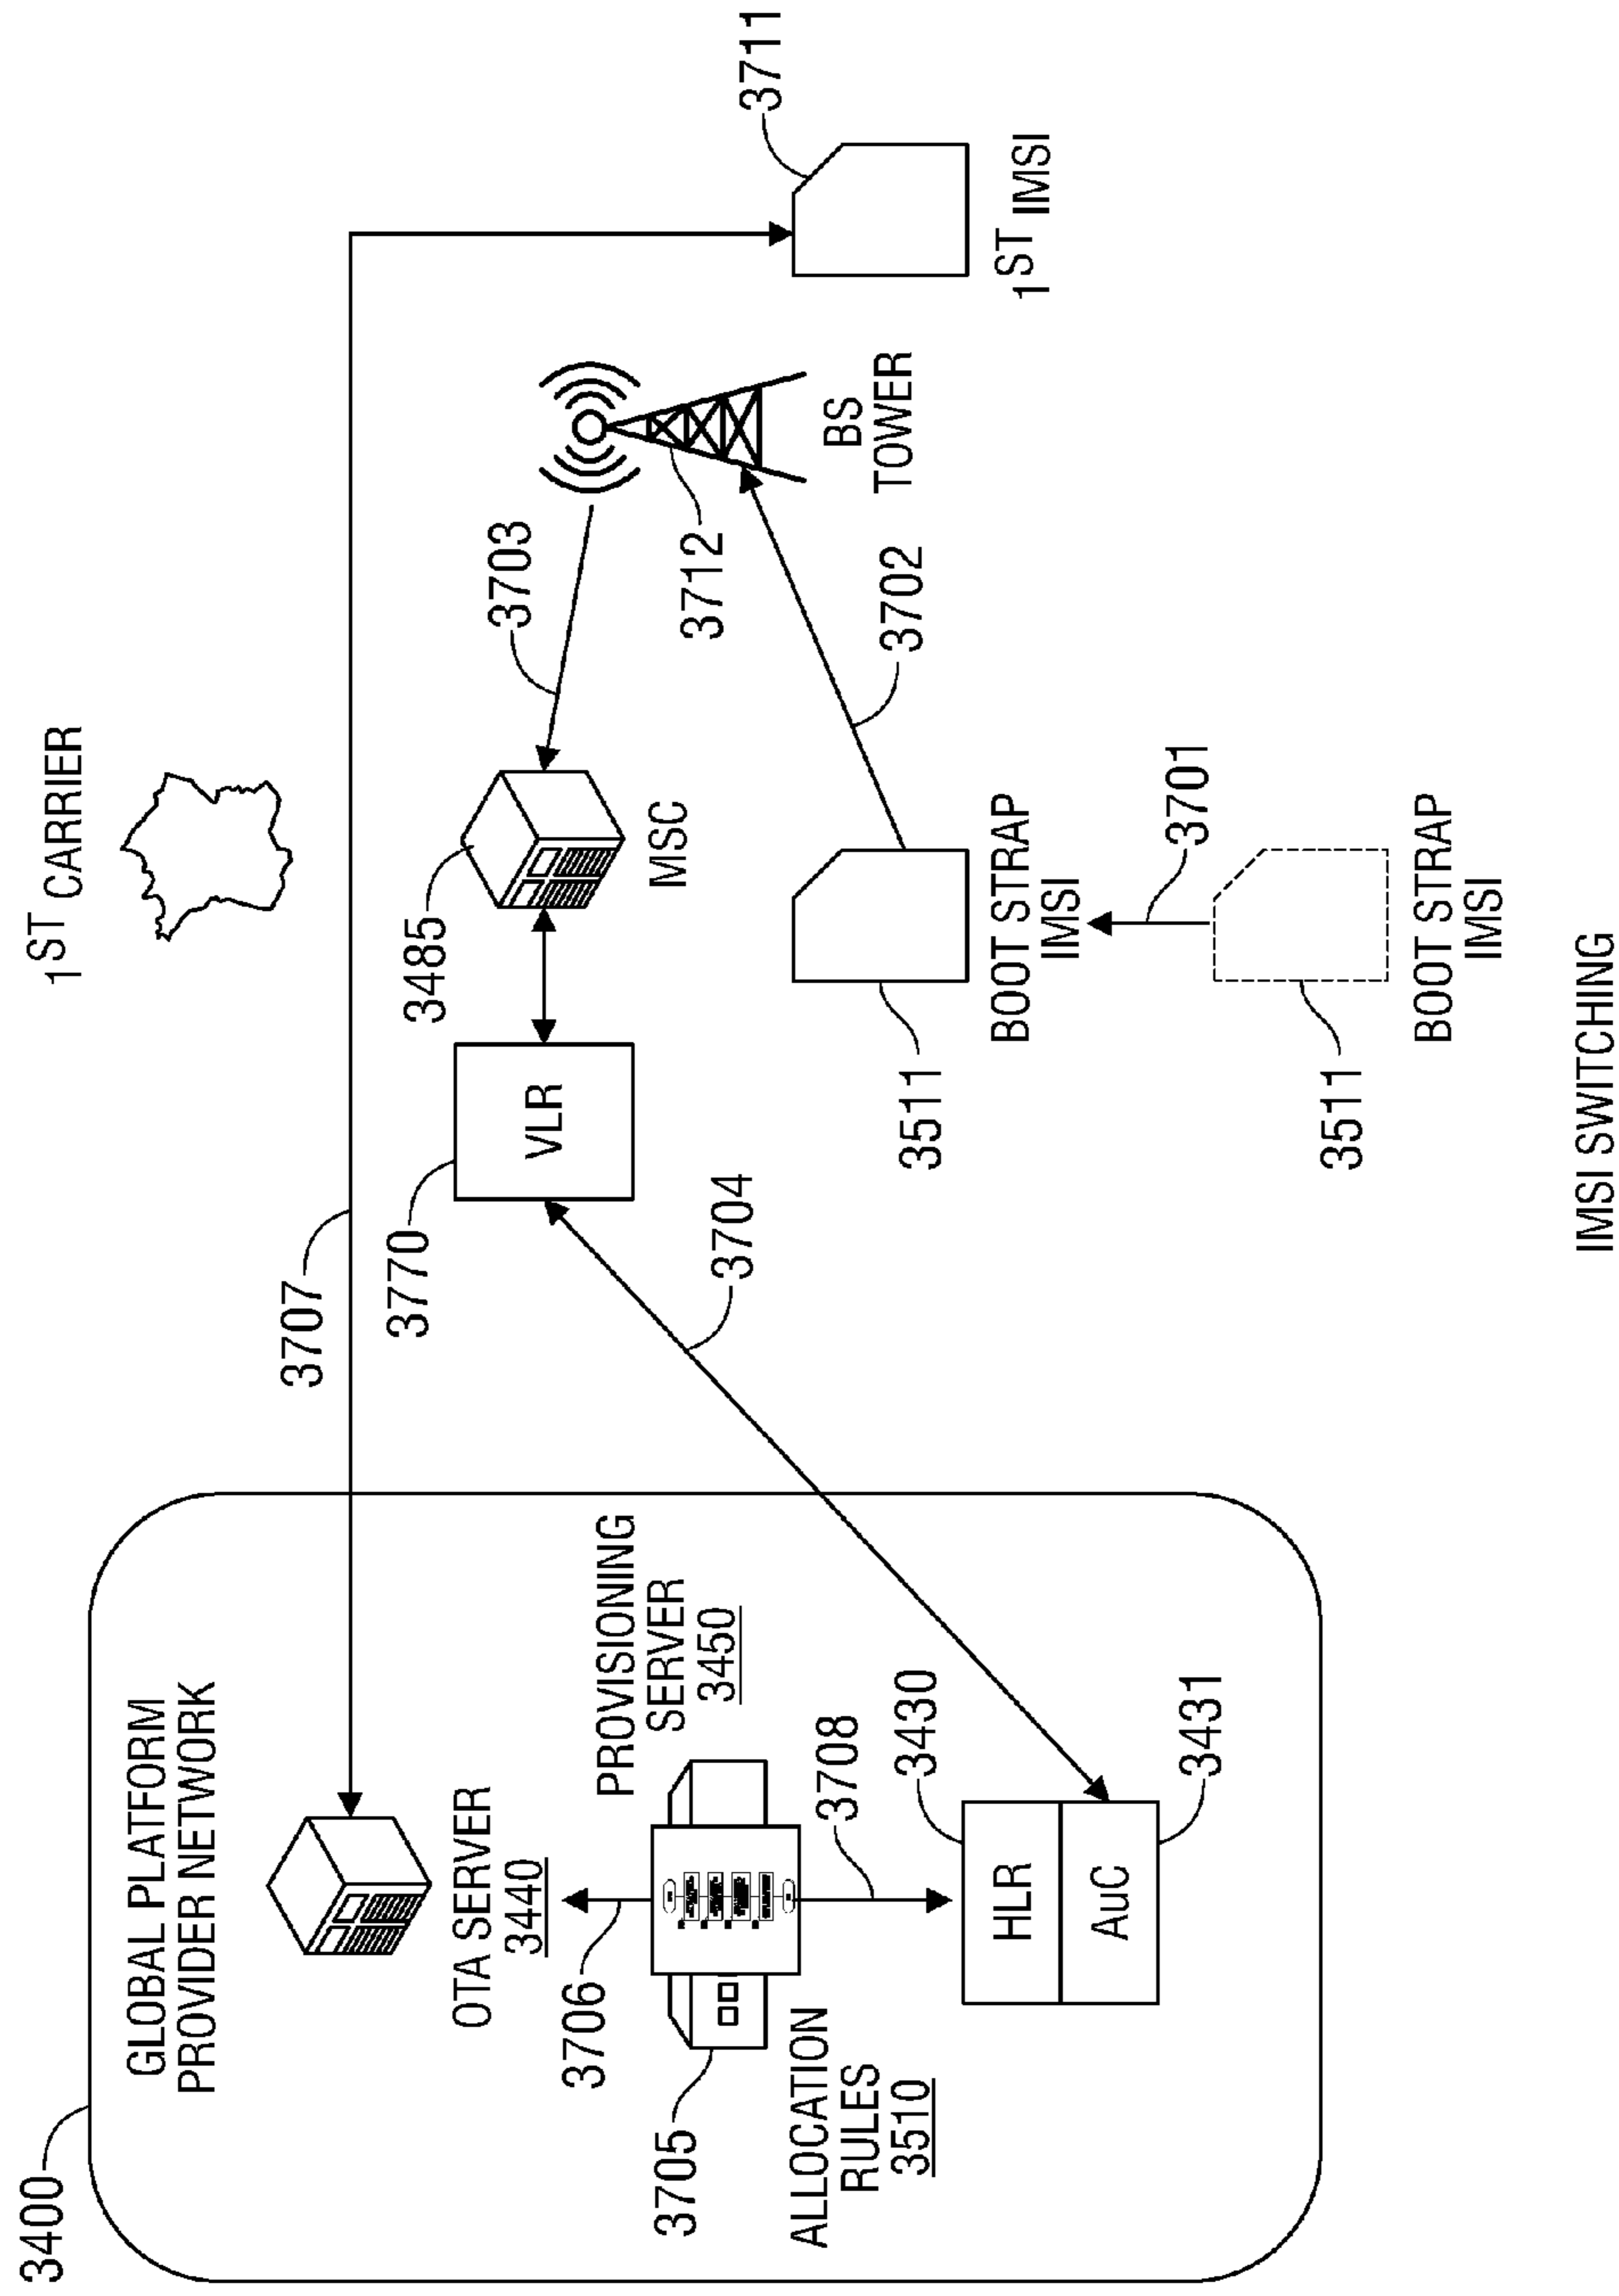 3400
GLOBAL PLATFORM
PROVIDER NETWORK
OTA SERVER
3440
3706
3705
PROVISIONING
SERVER
3450
ALLOCATION
RULES
3510
3708
HLR
3430
AuC
3431
3707
3704
1ST CARRIER
3770
VLR
3485
MSC
3703
3712
BS
TOWER
3702
3711
1ST IMSI
3511
BOOT STRAP
IMSI
3701
3511
BOOT STRAP
IMSI
IMSI SWITCHING